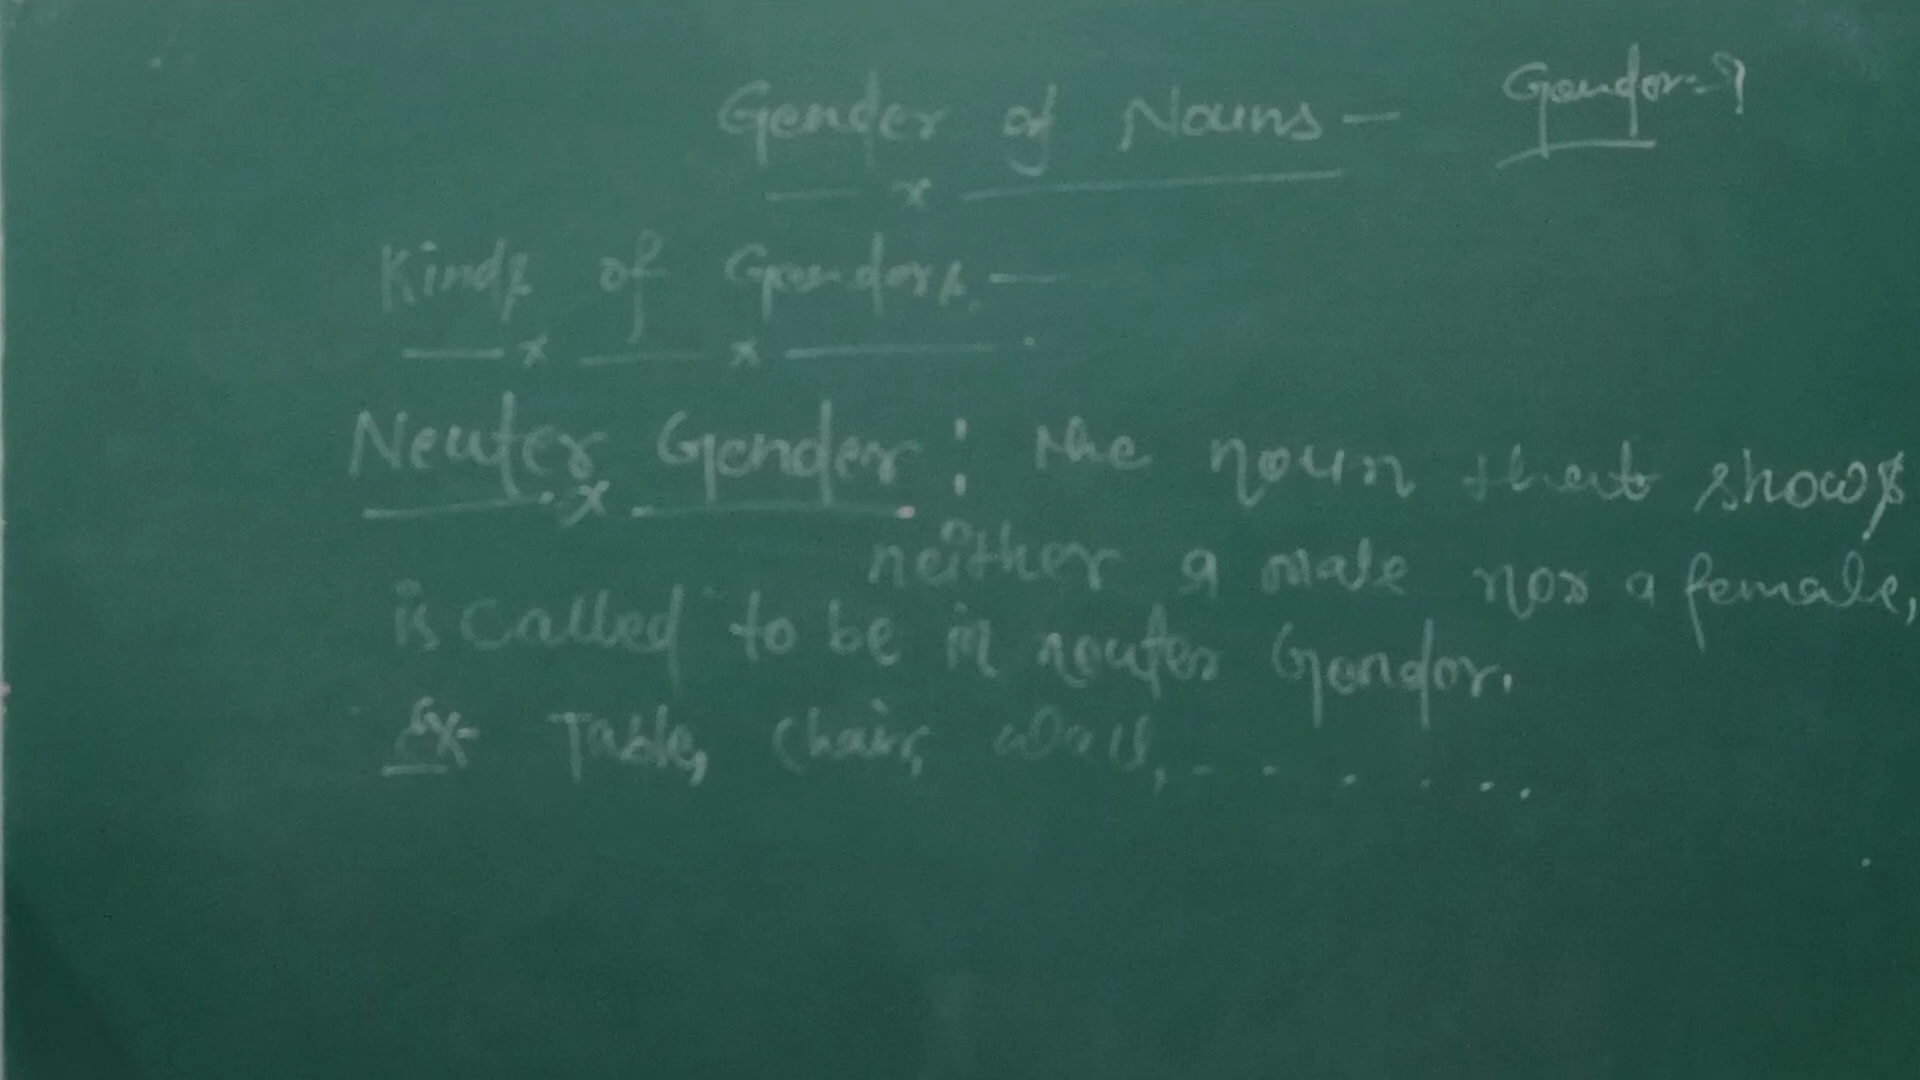 Gender of Nouns — Gender-?
Kinds of Genders. —
Neuter Gender : The noun that shows
neither a male nor a female,
is called to be in neuter Gender.
Ex Table, Chair, wall, - - . . . . .